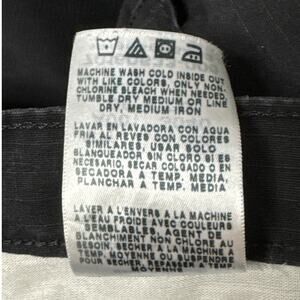 MACHINE WASH COLD INSIDE OUT
WITH LIKE COLORS, ONLY NON-
CHLORINE BLEACH WHEN NEEDED.
TUMBLE DRY MEDIUM OR LINE
DRY, MEDIUM IRON
LAVAR EN LAVADORA CON AQUA
FRIA AL REVES CON COLORES
SIMILARES, USAR SOLO
BLANQUEADOR SIN CLORO SI ES
NECESARIO, SECAR COLGADO O EN
SECADORA A TEMP. MEDIA,
PLANCHAR A TEMP. MEDIA
LAVER A L'ENVERS A LA MACHINE
A L'EAU FROIDE AVEC COULEURS
SEMBLABLES, AGENT DE
BLANCHIMENT NON CHLORE AU
BESOIN, SECHER A LA MACHINE A
TEMP. MOYENNE OU SUSPENDRE
POUR SECHER, REPASSER A TEMP.
MOYENNE